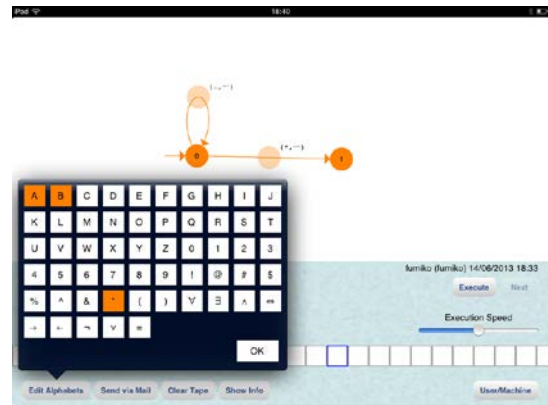 iPad 18:40
0 1
A B C D E F G H I J
K L M N O P Q R S T
U V W X Y Z 0 1 2 3
4 5 6 7 8 9 ! @ # $
% ^ & * ( ) ∀ ∃ ∧ ⇔
→ ← ¬ ∨ =
OK
fumiko (fumiko) 14/06/2013 18:33
Execute Next
Execution Speed
Edit Alphabets Send via Mail Clear Tape Show Info User/Machine